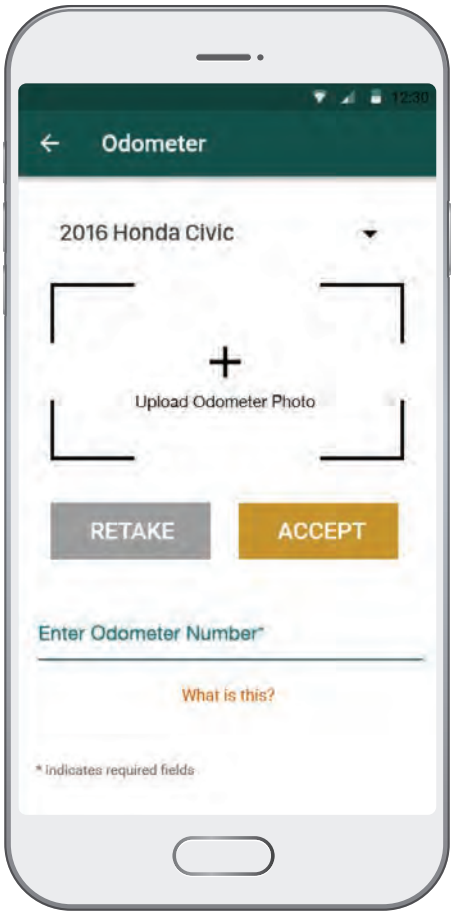 12:30
Odometer
2016 Honda Civic
Upload Odometer Photo
RETAKE ACCEPT
Enter Odometer Number*
What is this?
* indicates required fields